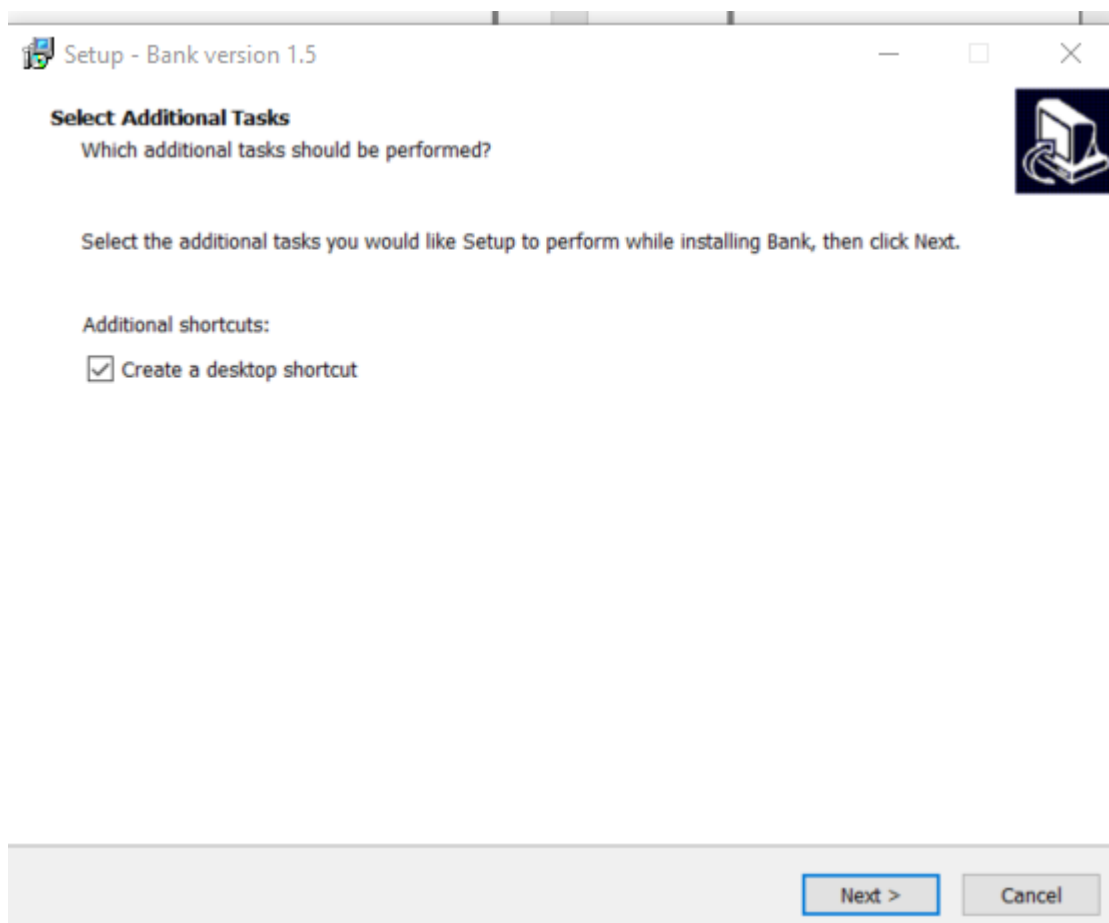 Setup - Bank version 1.5
Select Additional Tasks
Which additional tasks should be performed?
Select the additional tasks you would like Setup to perform while installing Bank, then click Next.
Additional shortcuts:
Create a desktop shortcut
Next >
Cancel